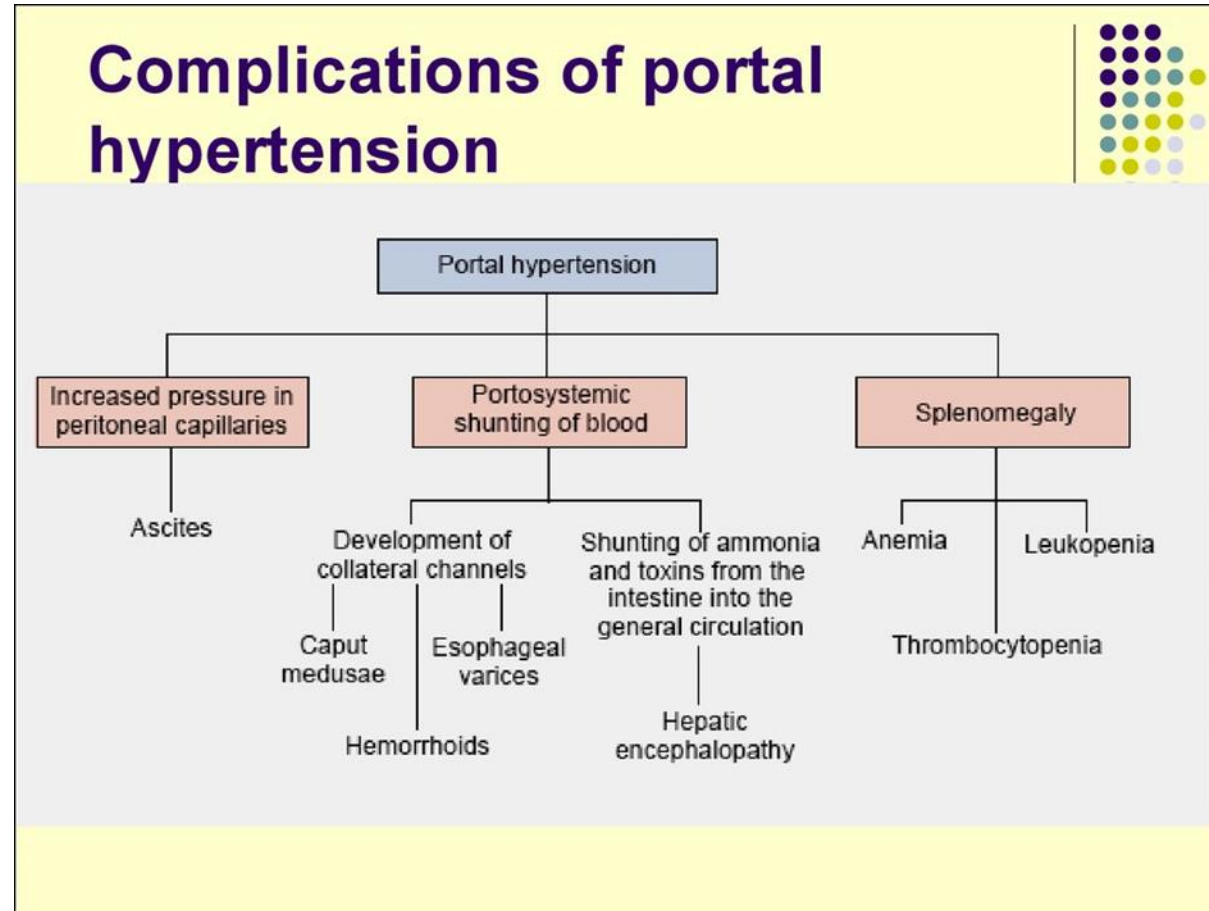 Complications of portal
hypertension
Portal hypertension
Increased pressure in
peritoneal capillaries
Portosystemic
shunting of blood
Splenomegaly
Ascites
Development of
collateral channels
Shunting of ammonia
and toxins from the
intestine into the
general circulation
Anemia
Leukopenia
Caput
medusae
Esophageal
varices
Thrombocytopenia
Hemorrhoids
Hepatic
encephalopathy